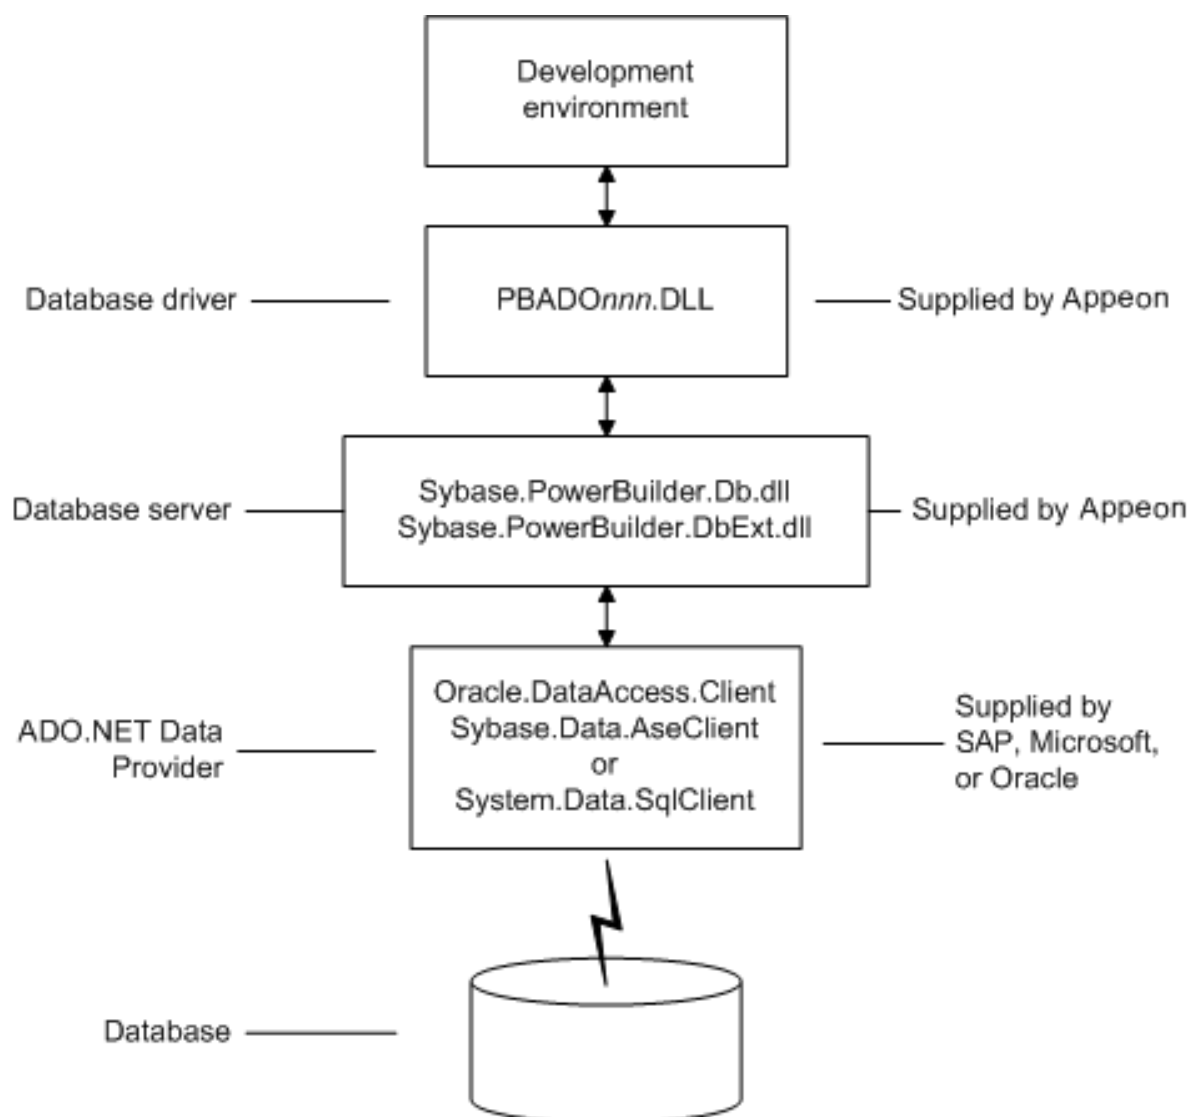 Development
environment
Database driver
PBADOnnn.DLL
Supplied by Appeon
Database server
Sybase.PowerBuilder.Db.dll
Sybase.PowerBuilder.DbExt.dll
Supplied by Appeon
ADO.NET Data
Provider
Oracle.DataAccess.Client
Sybase.Data.AseClient
or
System.Data.SqlClient
Supplied by
SAP, Microsoft,
or Oracle
Database